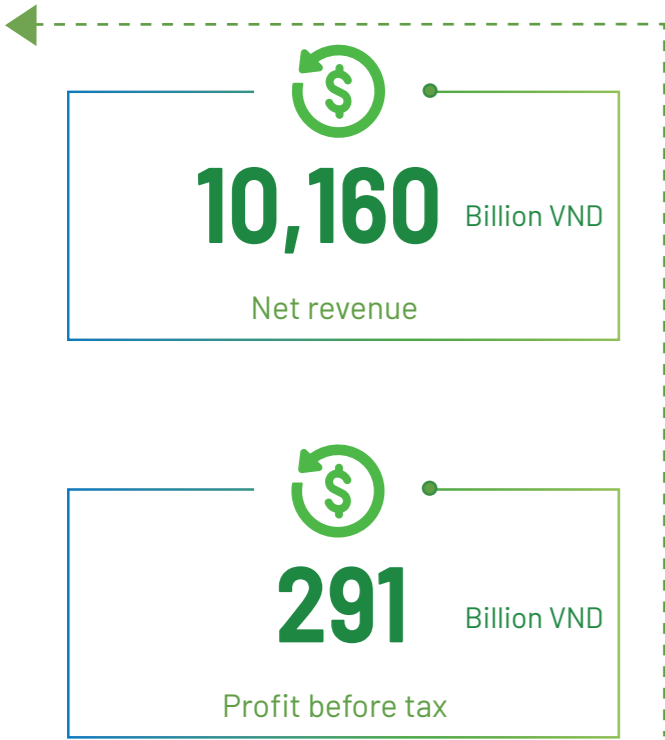 $
10,160 Billion VND
Net revenue
$
291 Billion VND
Profit before tax